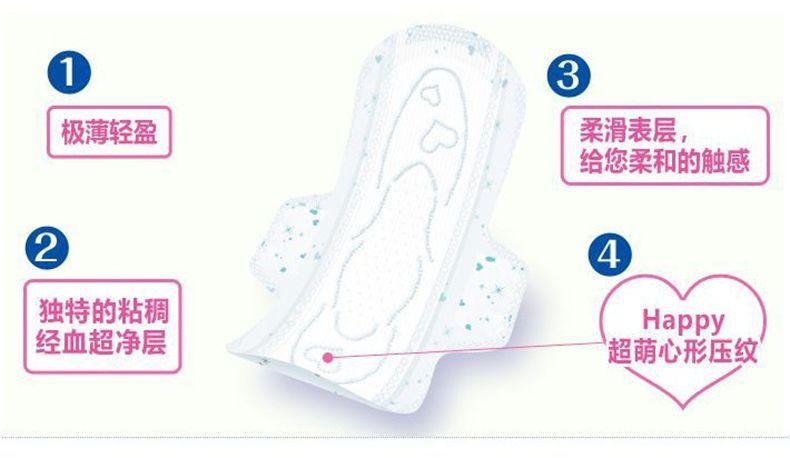 1
极薄轻盈
2
独特的粘稠
经血超净层
3
柔滑表层，
给您柔和的触感
4
Happy
超萌心形压纹